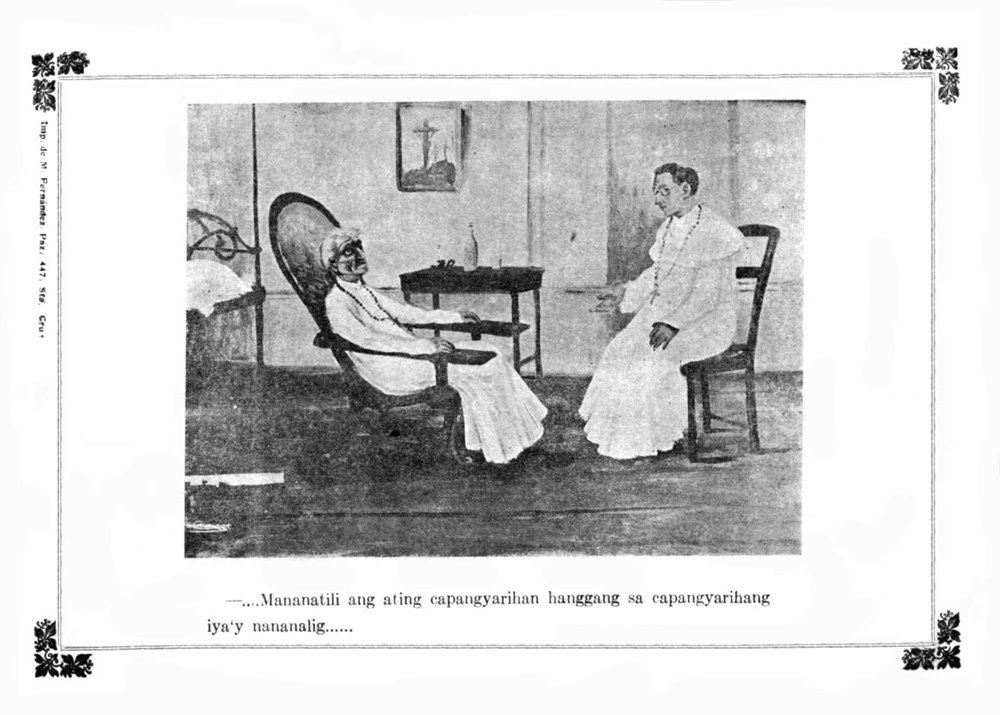 Imp. de M. Fernández Paz, 447, Sta. Cruz
—....Mananatili ang ating capangyarihan hanggang sa capangyarihang
iya'y nananalig......